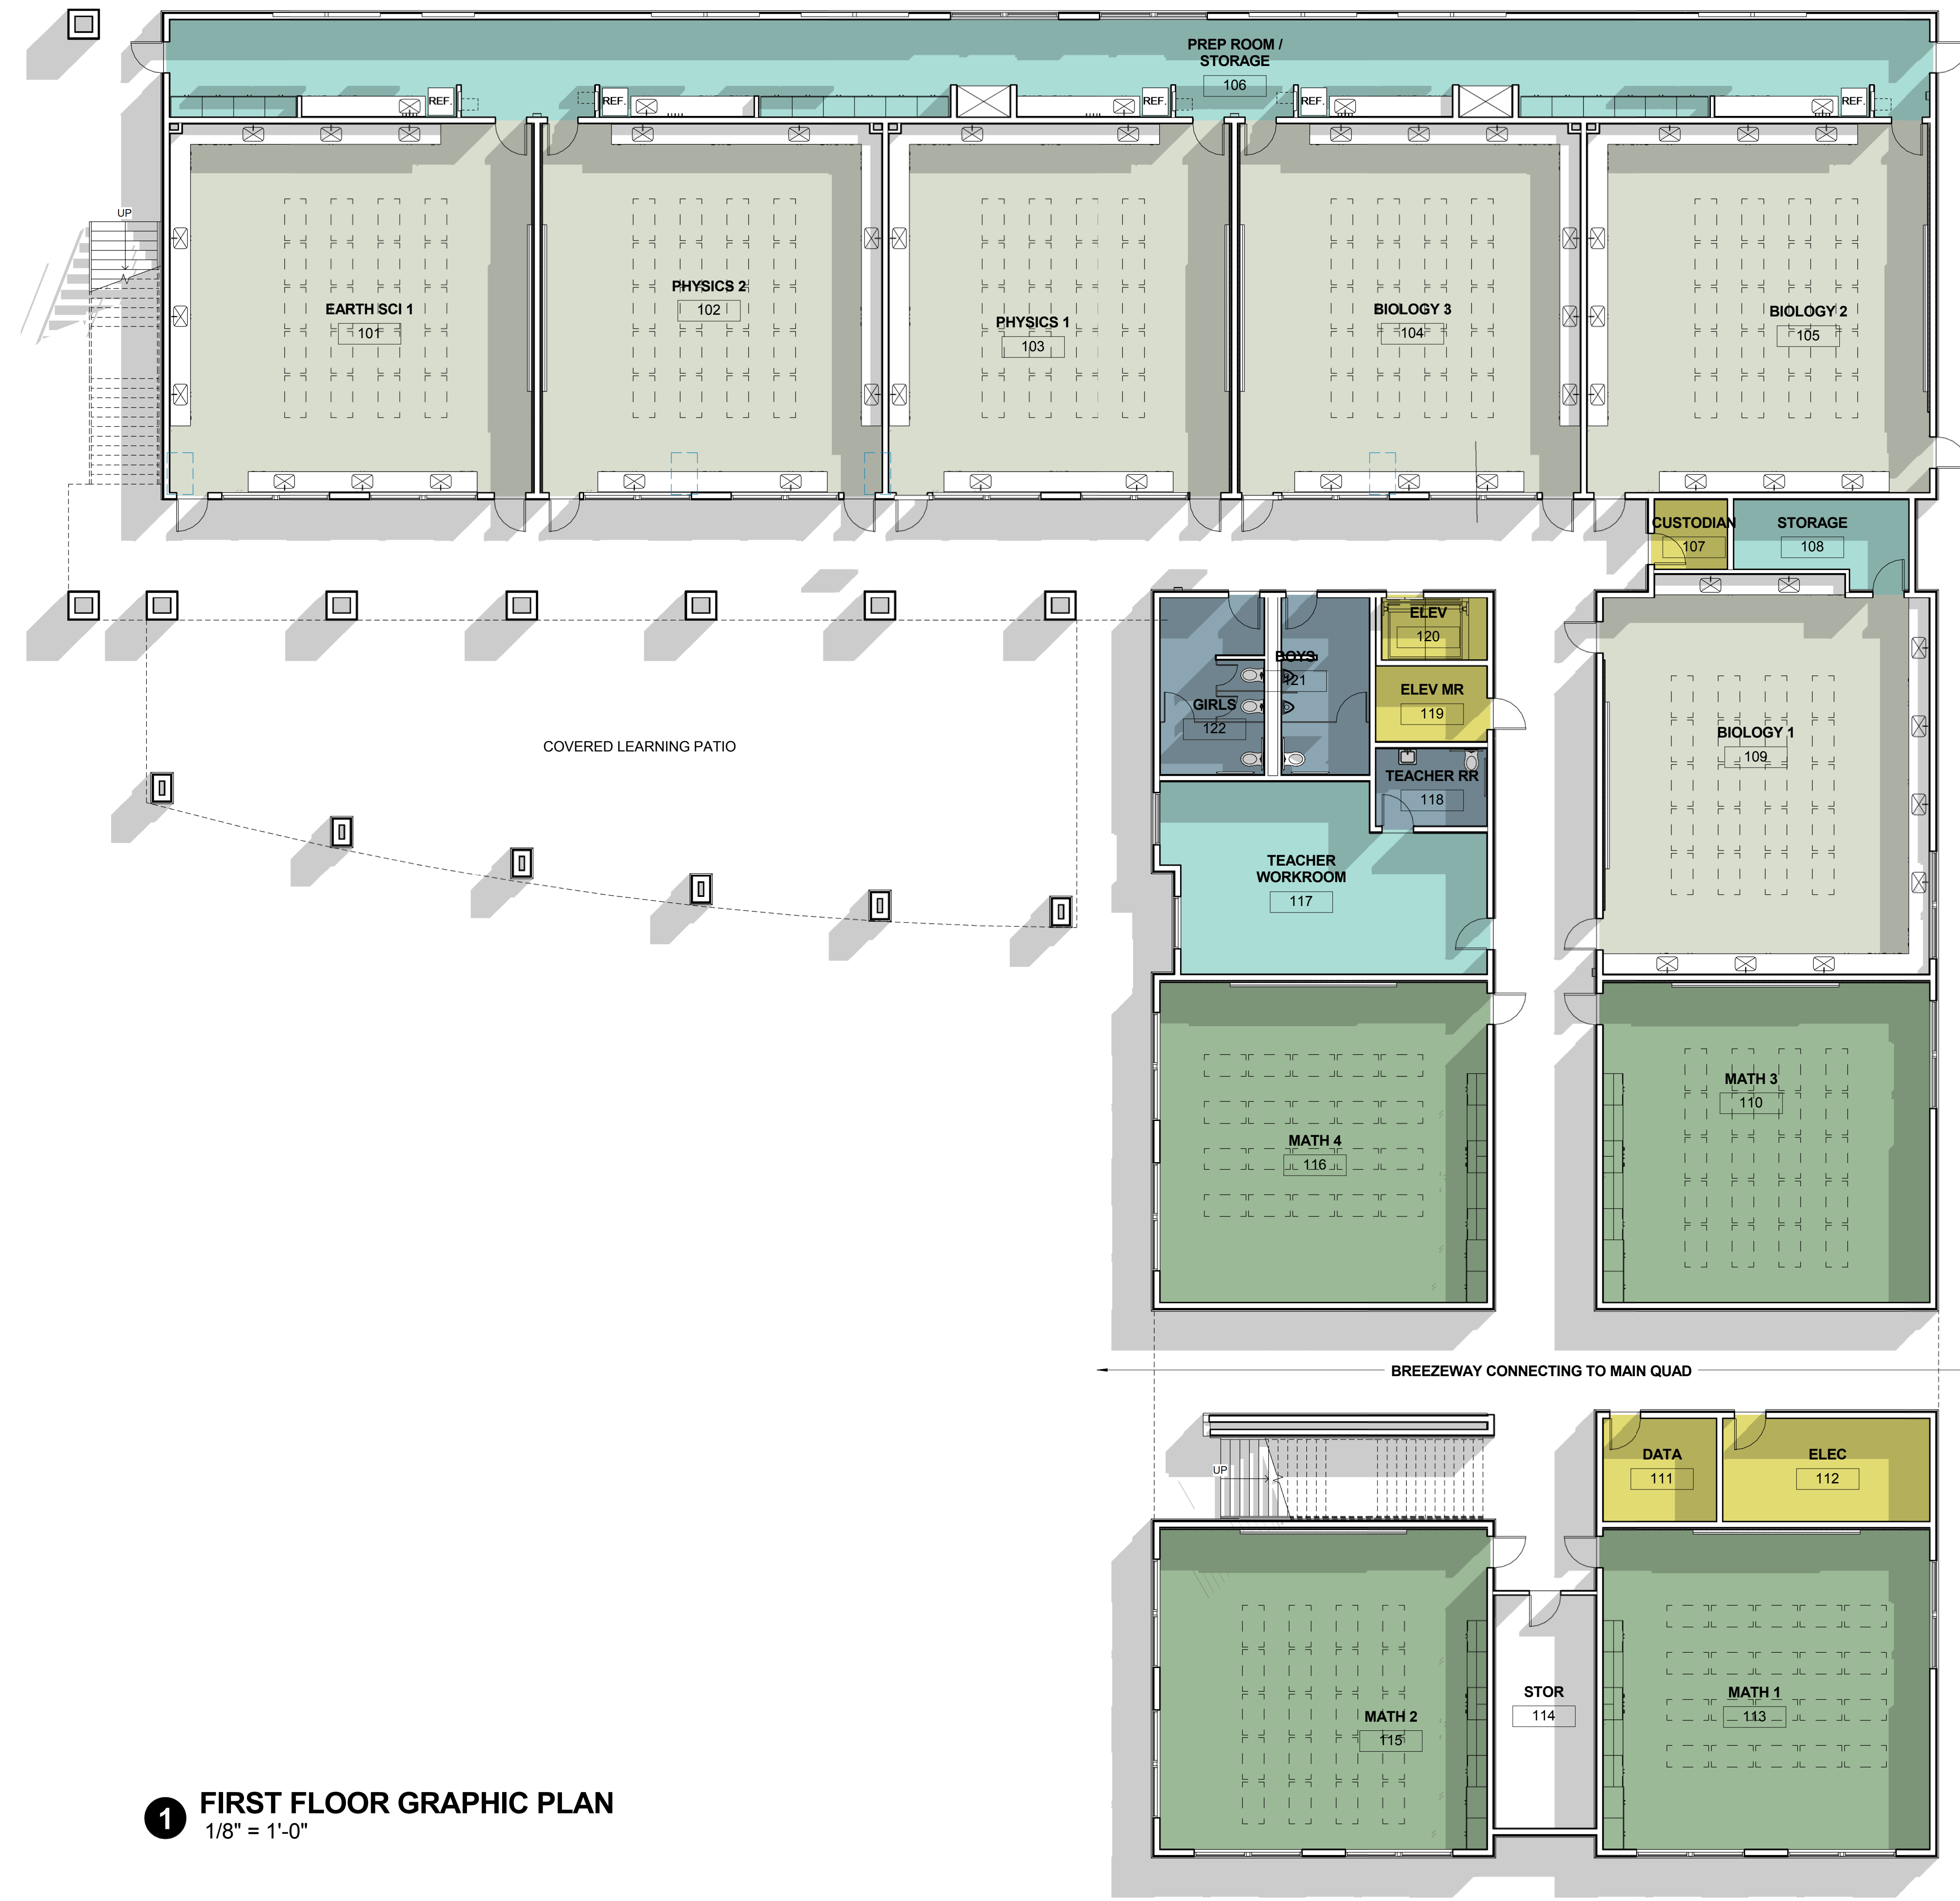 PREP ROOM /
STORAGE
106
REF.
REF.
REF.
REF.
REF.
UP
EARTH SCI 1
101
PHYSICS 2
102
PHYSICS 1
103
BIOLOGY 3
104
BIOLOGY 2
105
CUSTODIAN
107
STORAGE
108
ELEV
120
BOYS
121
ELEV MR
119
GIRLS
122
TEACHER RR
118
BIOLOGY 1
109
COVERED LEARNING PATIO
TEACHER
WORKROOM
117
MATH 3
110
MATH 4
116
BREEZEWAY CONNECTING TO MAIN QUAD
UP
DATA
111
ELEC
112
MATH 2
115
STOR
114
MATH 1
113
1 FIRST FLOOR GRAPHIC PLAN
1/8" = 1'-0"